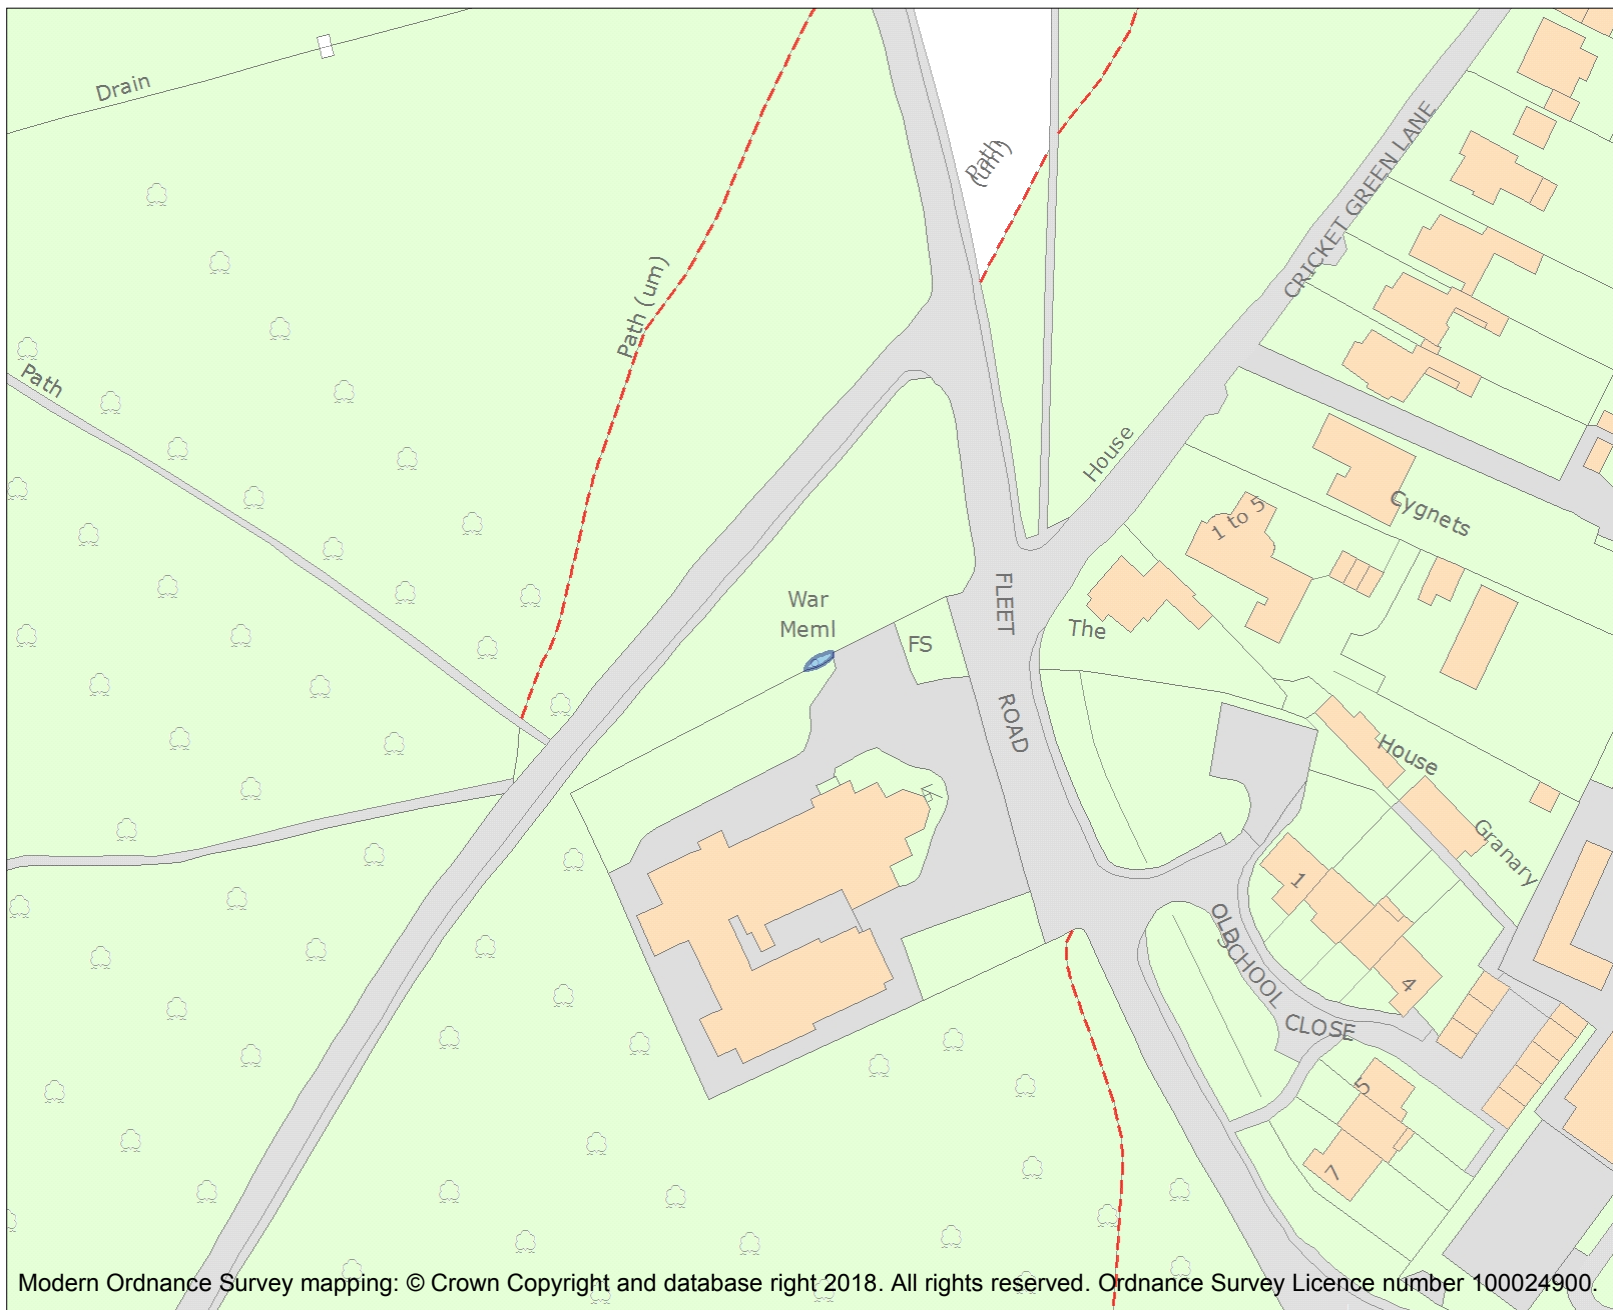 Drain
Path
(um)
CRICKET GREEN LANE
Path (um)
Path
House
Cygnets
1 to 5
War
Meml
FLEET
The
FS
ROAD
House
Granary
1
OLD
SCHOOL
4
CLOSE
5
7
Modern Ordnance Survey mapping: © Crown Copyright and database right 2018. All rights reserved. Ordnance Survey Licence number 100024900.